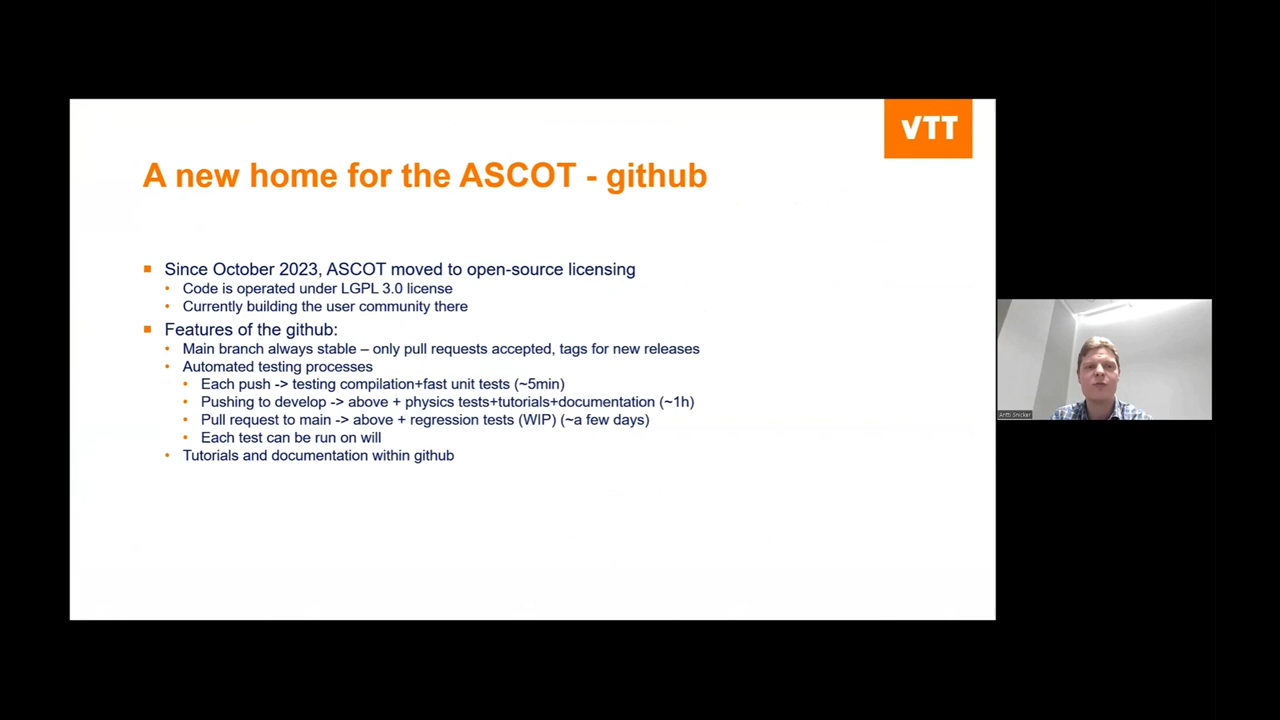 VTT
A new home for the ASCOT - github
Since October 2023, ASCOT moved to open-source licensing
Code is operated under LGPL 3.0 license
Currently building the user community there
Features of the github:
Main branch always stable – only pull requests accepted, tags for new releases
Automated testing processes
Each push -> testing compilation+fast unit tests (~5min)
Pushing to develop -> above + physics tests+tutorials+documentation (~1h)
Pull request to main -> above + regression tests (WIP) (~a few days)
Each test can be run on will
Tutorials and documentation within github
Antti Snicker